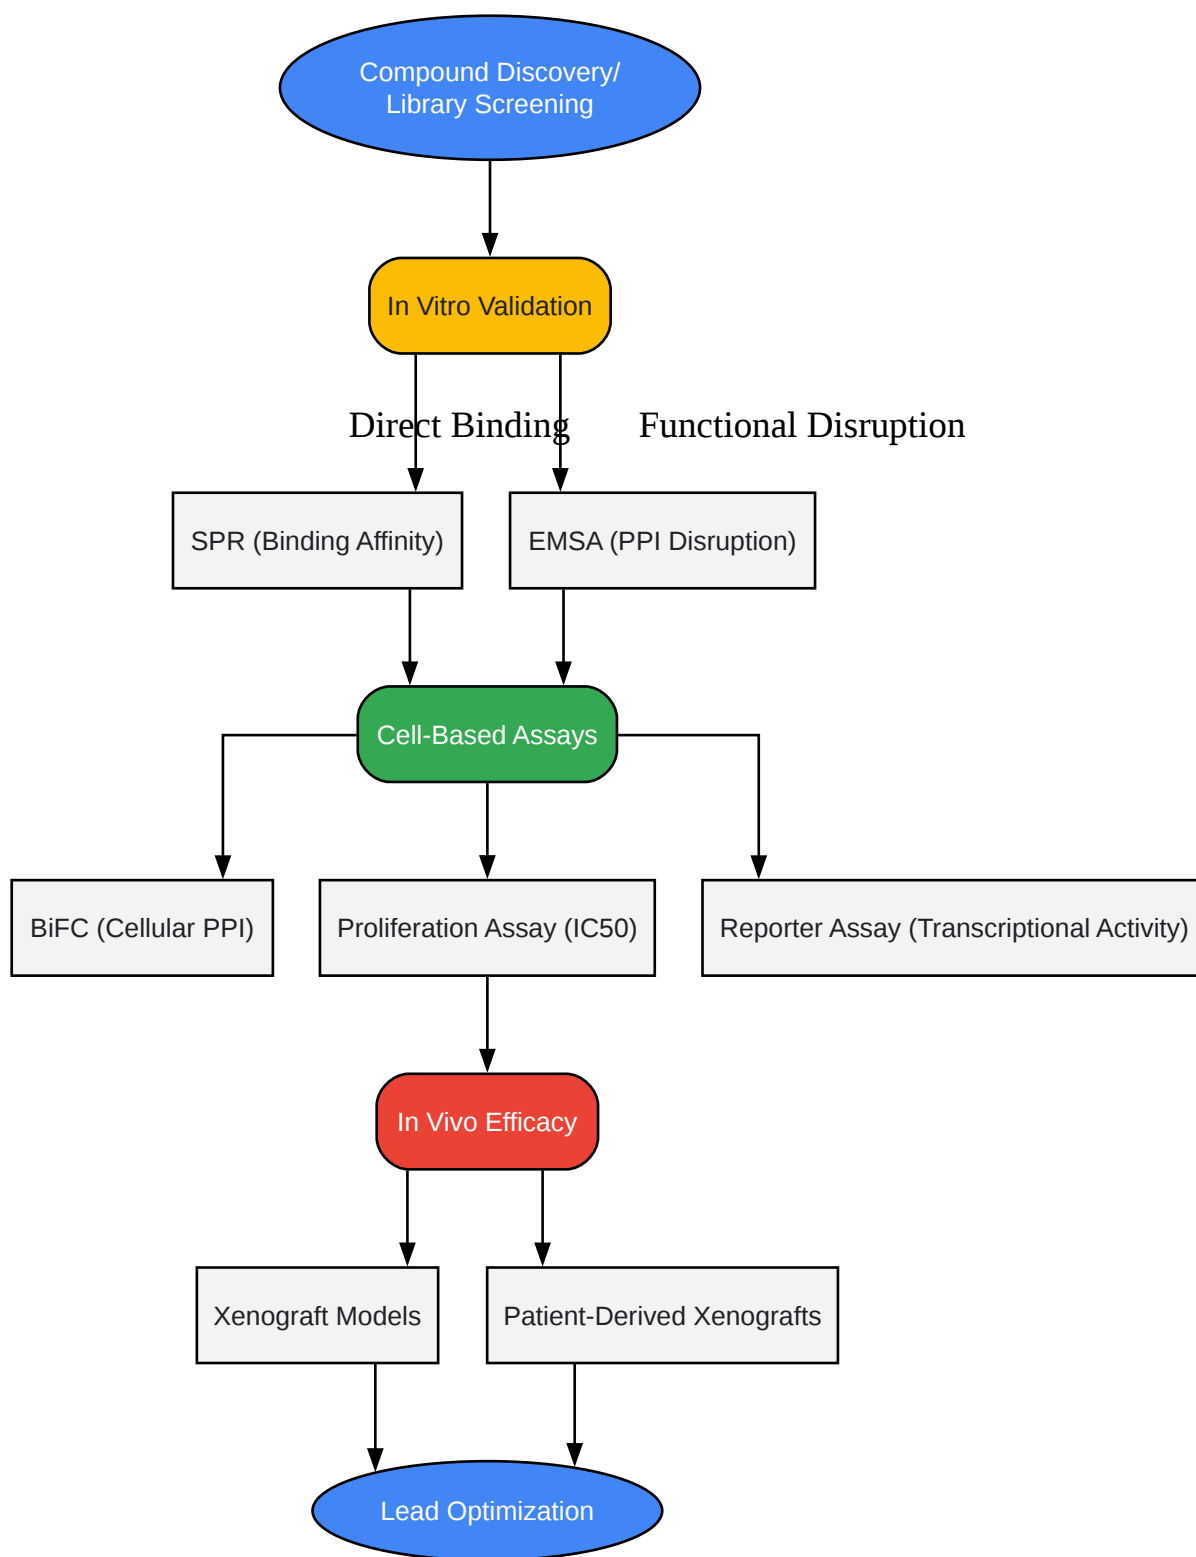 Compound Discovery/
Library Screening
In Vitro Validation
Direct Binding
Functional Disruption
SPR (Binding Affinity)
EMSA (PPI Disruption)
Cell-Based Assays
BiFC (Cellular PPI)
Proliferation Assay (IC50)
Reporter Assay (Transcriptional Activity)
In Vivo Efficacy
Xenograft Models
Patient-Derived Xenografts
Lead Optimization